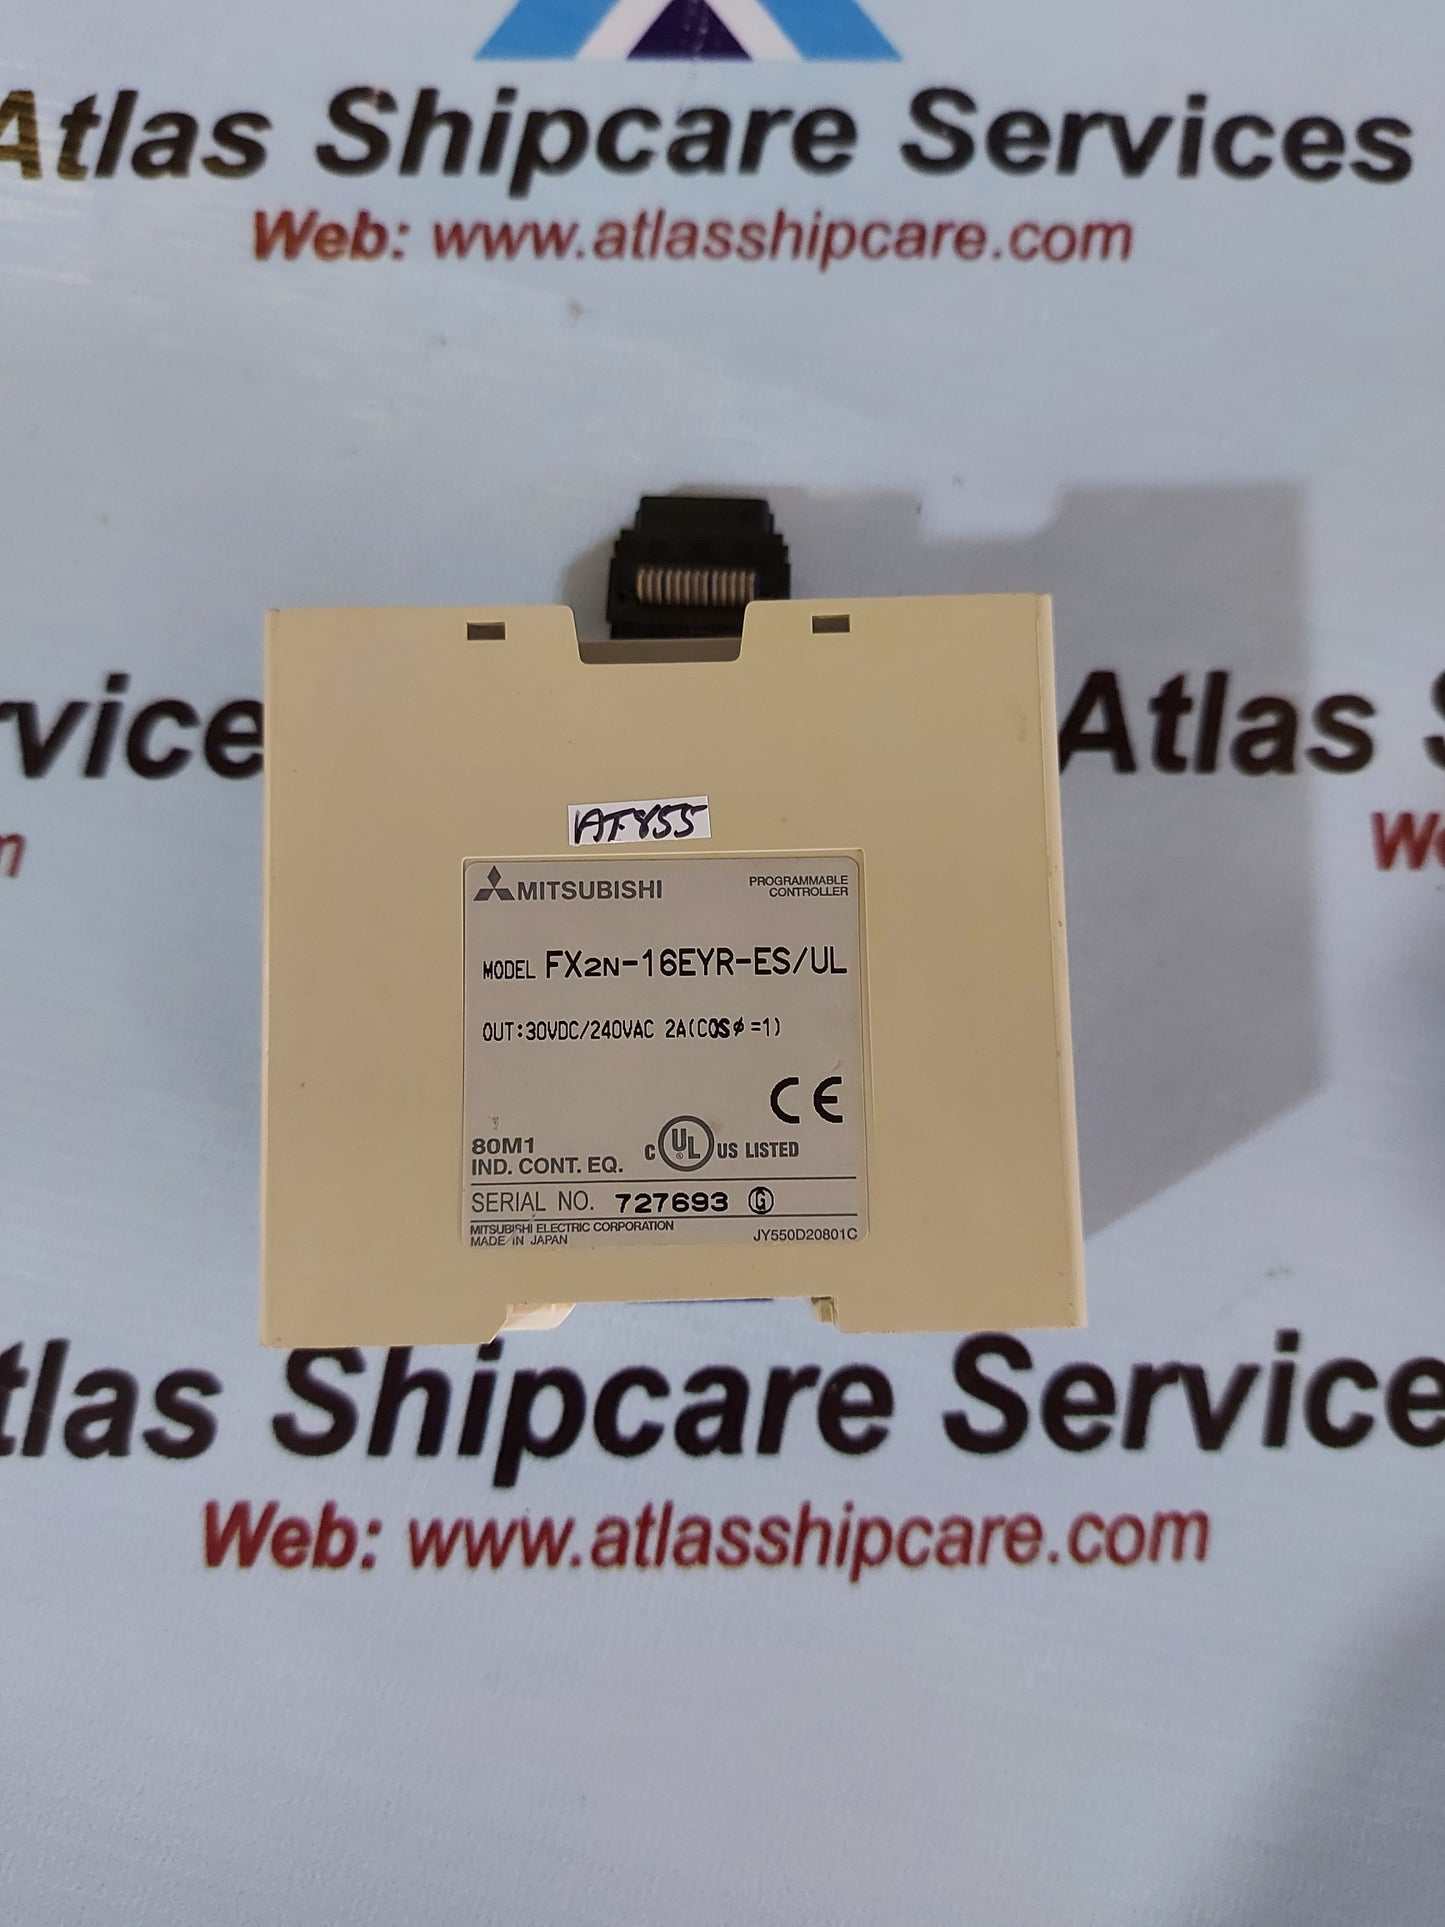 Atlas Shipcare Services
Web: www.atlasshipcare.com
rvice
Atlas S
m
We
AF855
MITSUBISHI
PROGRAMMABLE
CONTROLLER
MODEL FX2N-16EYR-ES/UL
OUT:30VDC/240VAC 2A(COSφ=1)
CE
80M1
IND. CONT. EQ.
C UL ® US LISTED
SERIAL NO. 727693 G
MITSUBISHI ELECTRIC CORPORATION
MADE IN JAPAN
JY550D20801C
tlas Shipcare Service
Web: www.atlasshipcare.com